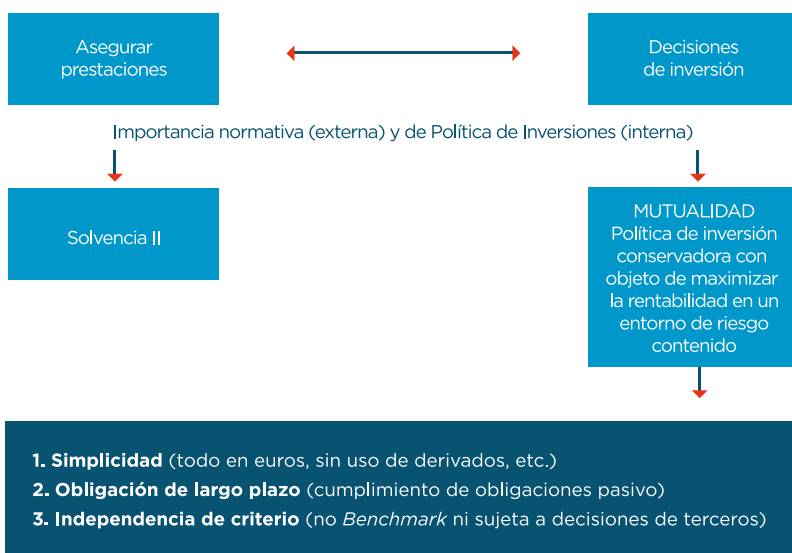 Asegurar
prestaciones
Decisiones
de inversión
Importancia normativa (externa) y de Política de Inversiones (interna)
Solvencia II
MUTUALIDAD
Política de inversión
conservadora con
objeto de maximizar
la rentabilidad en un
entorno de riesgo
contenido
1. Simplicidad (todo en euros, sin uso de derivados, etc.)
2. Obligación de largo plazo (cumplimiento de obligaciones pasivo)
3. Independencia de criterio (no Benchmark ni sujeta a decisiones de terceros)